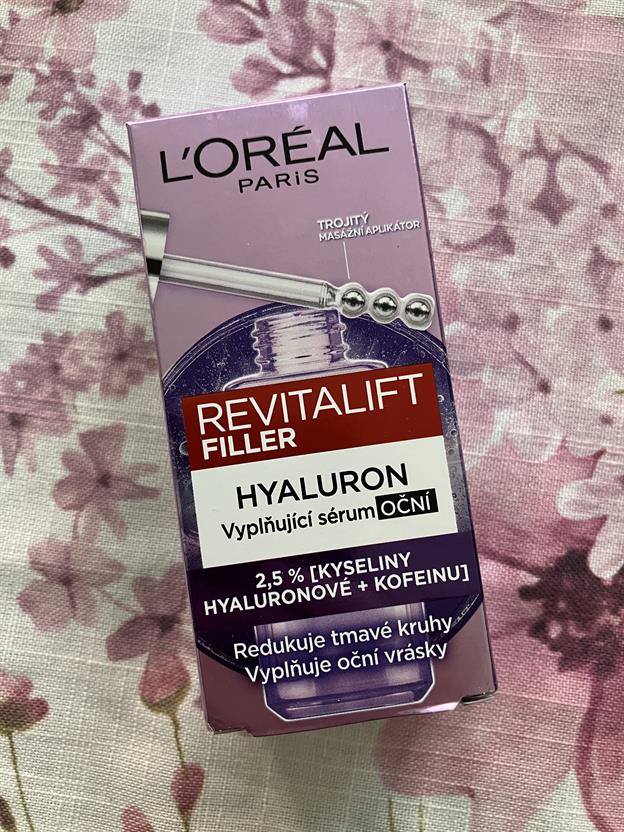 L'ORÉAL
PARiS
TROJITÝ
MASÁŽNÍ APLIKÁTOR
REVITALIFT
FILLER
HYALURON
Vyplňující sérum OČNÍ
2,5 % [KYSELINY
HYALURONOVÉ + KOFEINU]
Redukuje tmavé kruhy
Vyplňuje oční vrásky